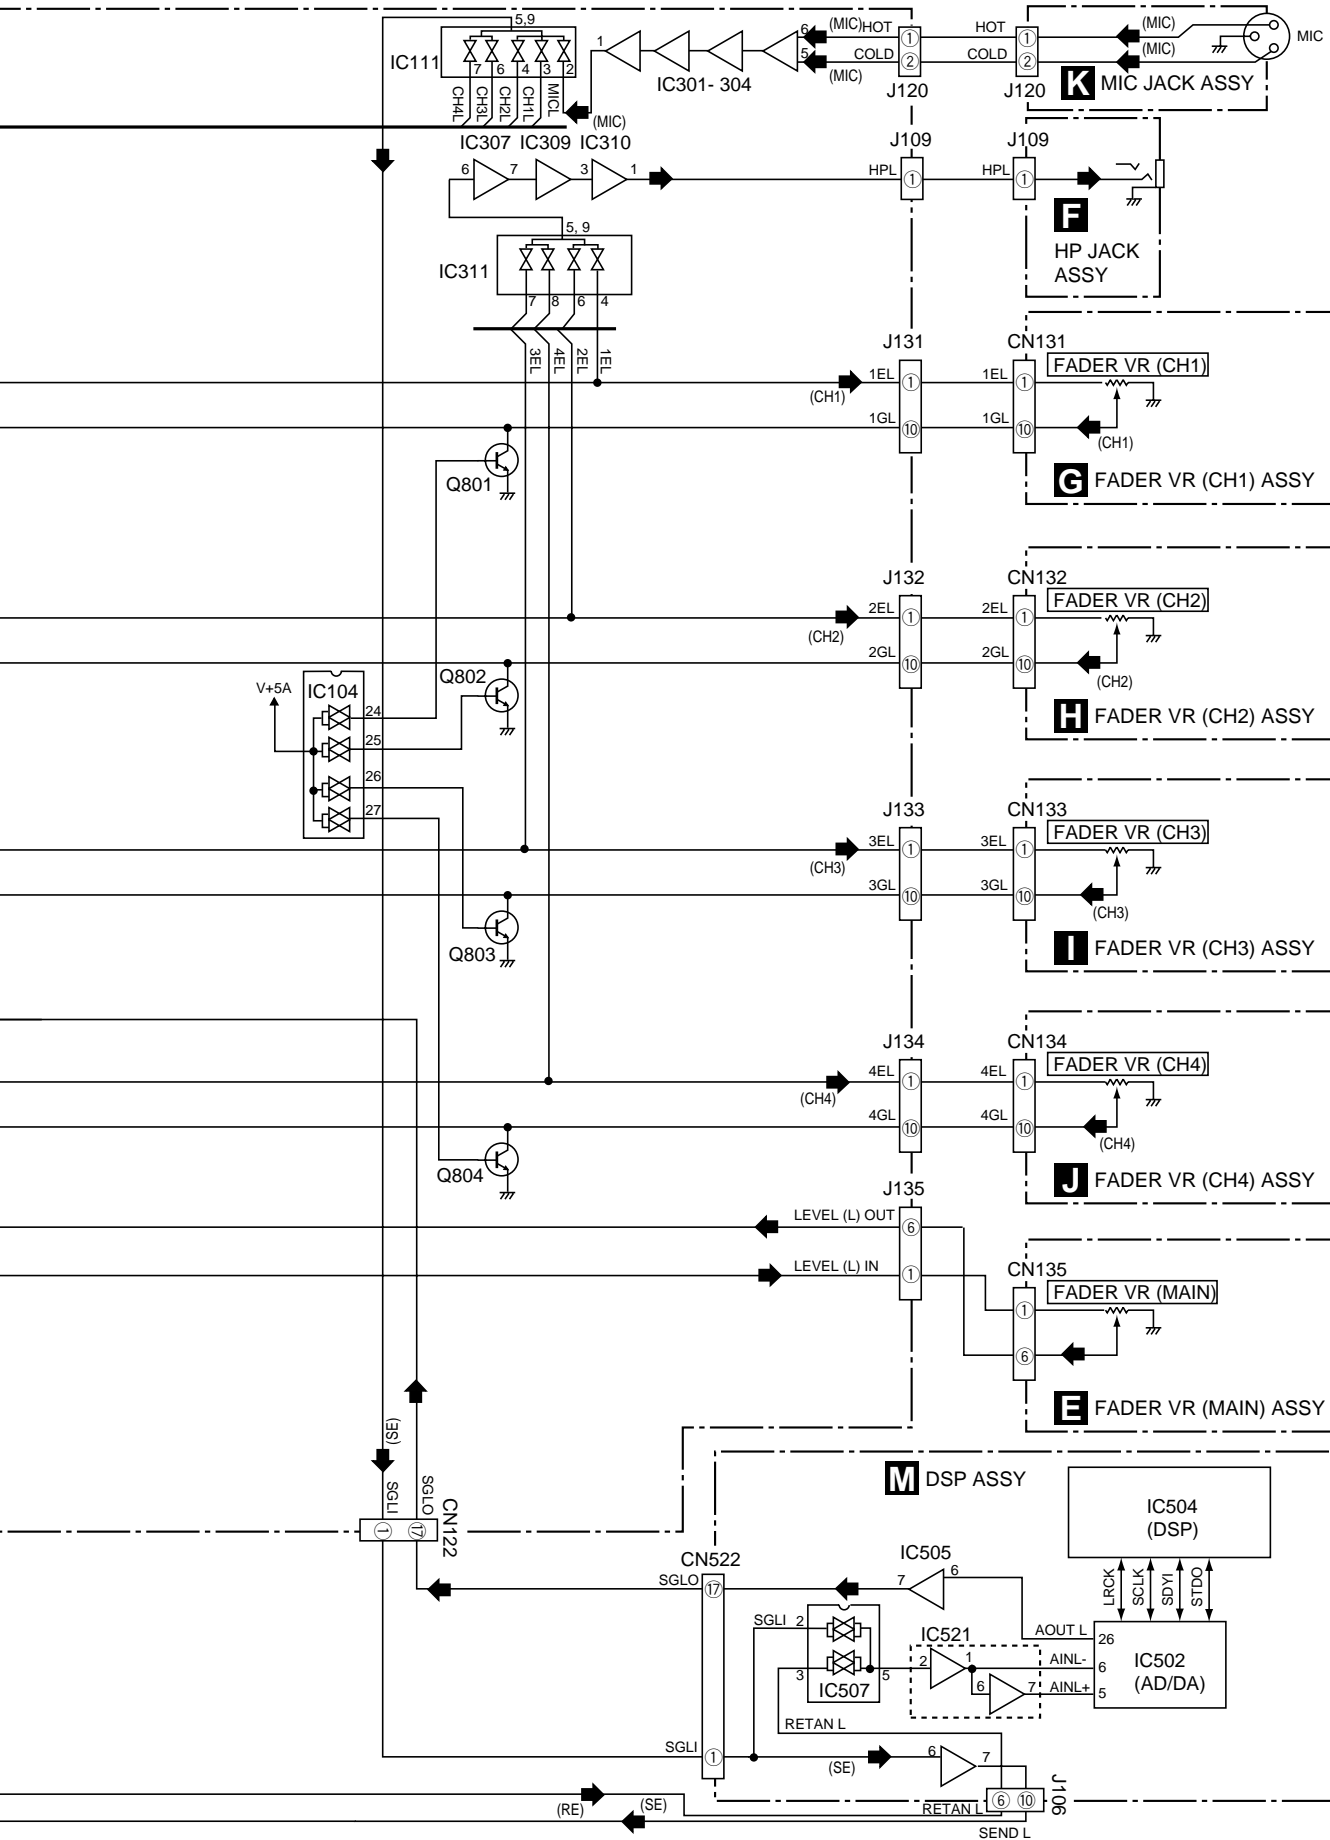 5,9
IC111
7 6 4 3 2
CH4L CH3L CH2L CH1L MICL
(MIC)
1
IC301- 304
6 (MIC) HOT
5 COLD
(MIC)
① ②
J120
HOT
COLD
① ②
J120
(MIC)
(MIC)
MIC
K MIC JACK ASSY
IC307 IC309 IC310
6 7 3 1
J109
HPL ①
J109
HPL ①
F
HP JACK
ASSY
5, 9
IC311
7 8 6 4
3EL 4EL 2EL 1EL
J131
CN131
FADER VR (CH1)
1EL ① 1EL ①
(CH1)
1GL ⑩ 1GL ⑩
(CH1)
Q801
G FADER VR (CH1) ASSY
J132
CN132
FADER VR (CH2)
2EL ① 2EL ①
(CH2)
2GL ⑩ 2GL ⑩
(CH2)
Q802
H FADER VR (CH2) ASSY
V+5A
IC104
24
25
26
27
J133
CN133
FADER VR (CH3)
3EL ① 3EL ①
(CH3)
3GL ⑩ 3GL ⑩
(CH3)
Q803
I FADER VR (CH3) ASSY
J134
CN134
FADER VR (CH4)
4EL ① 4EL ①
(CH4)
4GL ⑩ 4GL ⑩
(CH4)
Q804
J FADER VR (CH4) ASSY
J135
LEVEL (L) OUT ⑥
LEVEL (L) IN ①
CN135
FADER VR (MAIN)
①
⑥
E FADER VR (MAIN) ASSY
(SE)
SGLI SGLO
① ⑰
CN122
M DSP ASSY
IC504
(DSP)
LRCK SCLK SDYI STDO
CN522
SGLO ⑰
IC505
7 6
AOUT L 26
SGLI 2
3 5
IC507
IC521
2 1
6 7
AINL- 6
AINL+ 5
IC502
(AD/DA)
RETAN L
SGLI ①
(SE)
6 7
J106
⑥ ⑩
(RE)
(SE)
RETAN L
SEND L